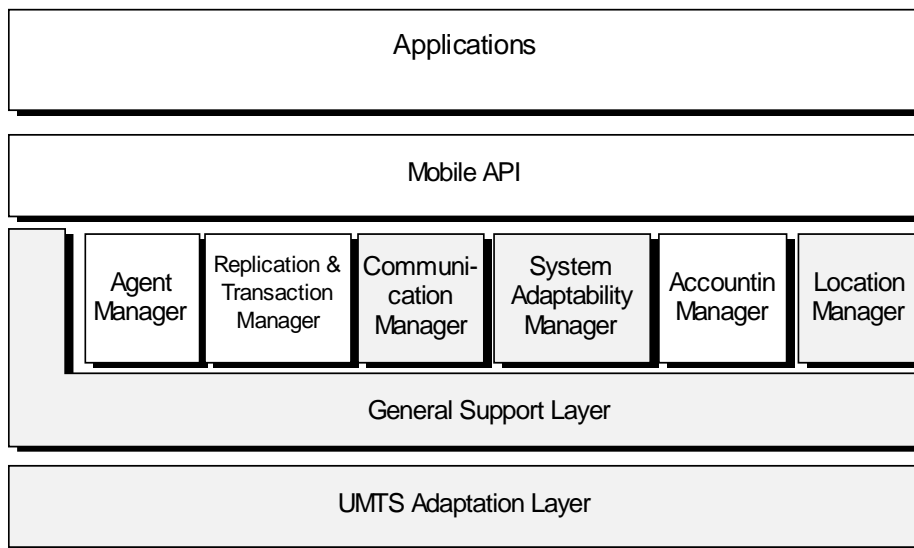 Applications
Mobile API
Agent
Manager
Replication &
Transaction
Manager
Communi-
cation
Manager
System
Adaptability
Manager
Accountin
Manager
Location
Manager
General Support Layer
UMTS Adaptation Layer